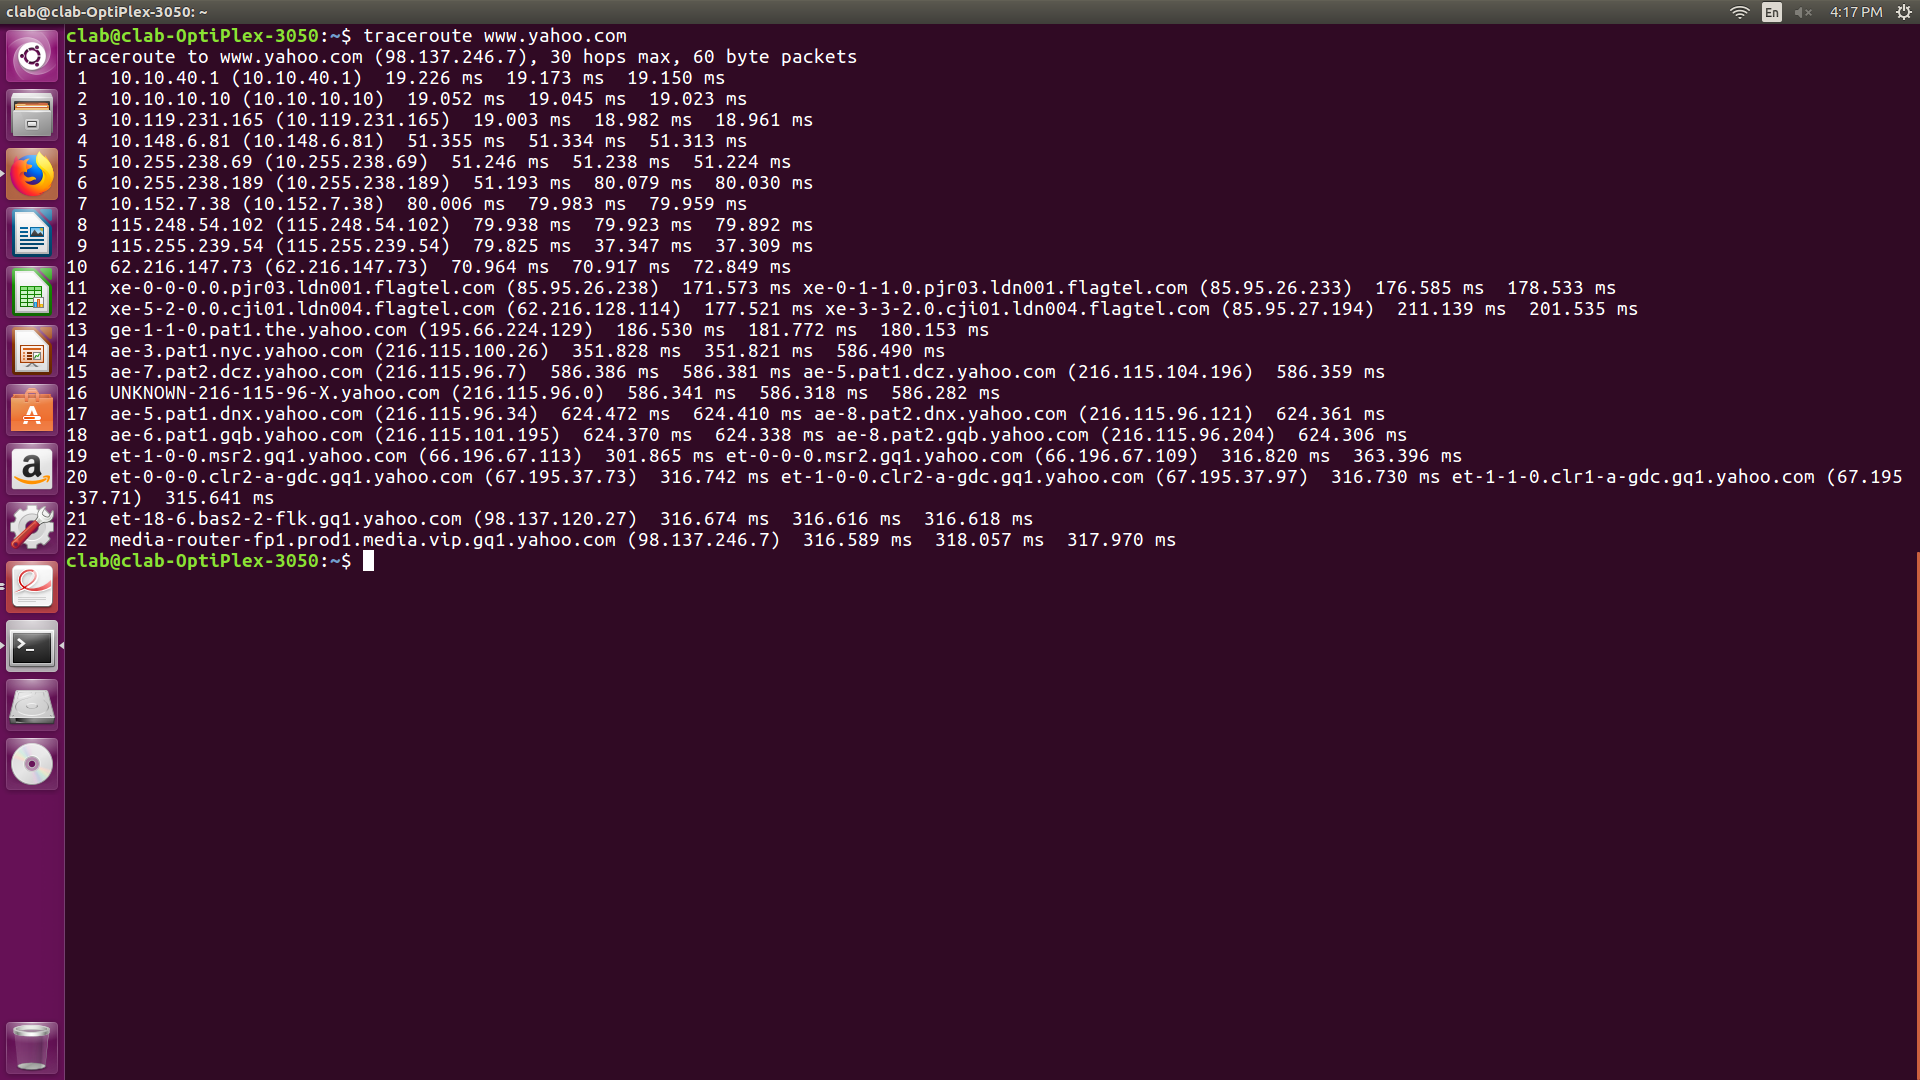 clab@clab-OptiPlex-3050: ~
En
4:17 PM
clab@clab-OptiPlex-3050:~$ traceroute www.yahoo.com
traceroute to www.yahoo.com (98.137.246.7), 30 hops max, 60 byte packets
 1  10.10.40.1 (10.10.40.1)  19.226 ms  19.173 ms  19.150 ms
 2  10.10.10.10 (10.10.10.10)  19.052 ms  19.045 ms  19.023 ms
 3  10.119.231.165 (10.119.231.165)  19.003 ms  18.982 ms  18.961 ms
 4  10.148.6.81 (10.148.6.81)  51.355 ms  51.334 ms  51.313 ms
 5  10.255.238.69 (10.255.238.69)  51.246 ms  51.238 ms  51.224 ms
 6  10.255.238.189 (10.255.238.189)  51.193 ms  80.079 ms  80.030 ms
 7  10.152.7.38 (10.152.7.38)  80.006 ms  79.983 ms  79.959 ms
 8  115.248.54.102 (115.248.54.102)  79.938 ms  79.923 ms  79.892 ms
 9  115.255.239.54 (115.255.239.54)  79.825 ms  37.347 ms  37.309 ms
10  62.216.147.73 (62.216.147.73)  70.964 ms  70.917 ms  72.849 ms
11  xe-0-0-0.0.pjr03.ldn001.flagtel.com (85.95.26.238)  171.573 ms xe-0-1-1.0.pjr03.ldn001.flagtel.com (85.95.26.233)  176.585 ms  178.533 ms
12  xe-5-2-0.0.cji01.ldn004.flagtel.com (62.216.128.114)  177.521 ms xe-3-3-2.0.cji01.ldn004.flagtel.com (85.95.27.194)  211.139 ms  201.535 ms
13  ge-1-1-0.pat1.the.yahoo.com (195.66.224.129)  186.530 ms  181.772 ms  180.153 ms
14  ae-3.pat1.nyc.yahoo.com (216.115.100.26)  351.828 ms  351.821 ms  586.490 ms
15  ae-7.pat2.dcz.yahoo.com (216.115.96.7)  586.386 ms  586.381 ms ae-5.pat1.dcz.yahoo.com (216.115.104.196)  586.359 ms
16  UNKNOWN-216-115-96-X.yahoo.com (216.115.96.0)  586.341 ms  586.318 ms  586.282 ms
17  ae-5.pat1.dnx.yahoo.com (216.115.96.34)  624.472 ms  624.410 ms ae-8.pat2.dnx.yahoo.com (216.115.96.121)  624.361 ms
18  ae-6.pat1.gqb.yahoo.com (216.115.101.195)  624.370 ms  624.338 ms ae-8.pat2.gqb.yahoo.com (216.115.96.204)  624.306 ms
19  et-1-0-0.msr2.gq1.yahoo.com (66.196.67.113)  301.865 ms et-0-0-0.msr2.gq1.yahoo.com (66.196.67.109)  316.820 ms  363.396 ms
20  et-0-0-0.clr2-a-gdc.gq1.yahoo.com (67.195.37.73)  316.742 ms et-1-0-0.clr2-a-gdc.gq1.yahoo.com (67.195.37.97)  316.730 ms et-1-1-0.clr1-a-gdc.gq1.yahoo.com (67.195
.37.71)  315.641 ms
21  et-18-6.bas2-2-flk.gq1.yahoo.com (98.137.120.27)  316.674 ms  316.616 ms  316.618 ms
22  media-router-fp1.prod1.media.vip.gq1.yahoo.com (98.137.246.7)  316.589 ms  318.057 ms  317.970 ms
clab@clab-OptiPlex-3050:~$